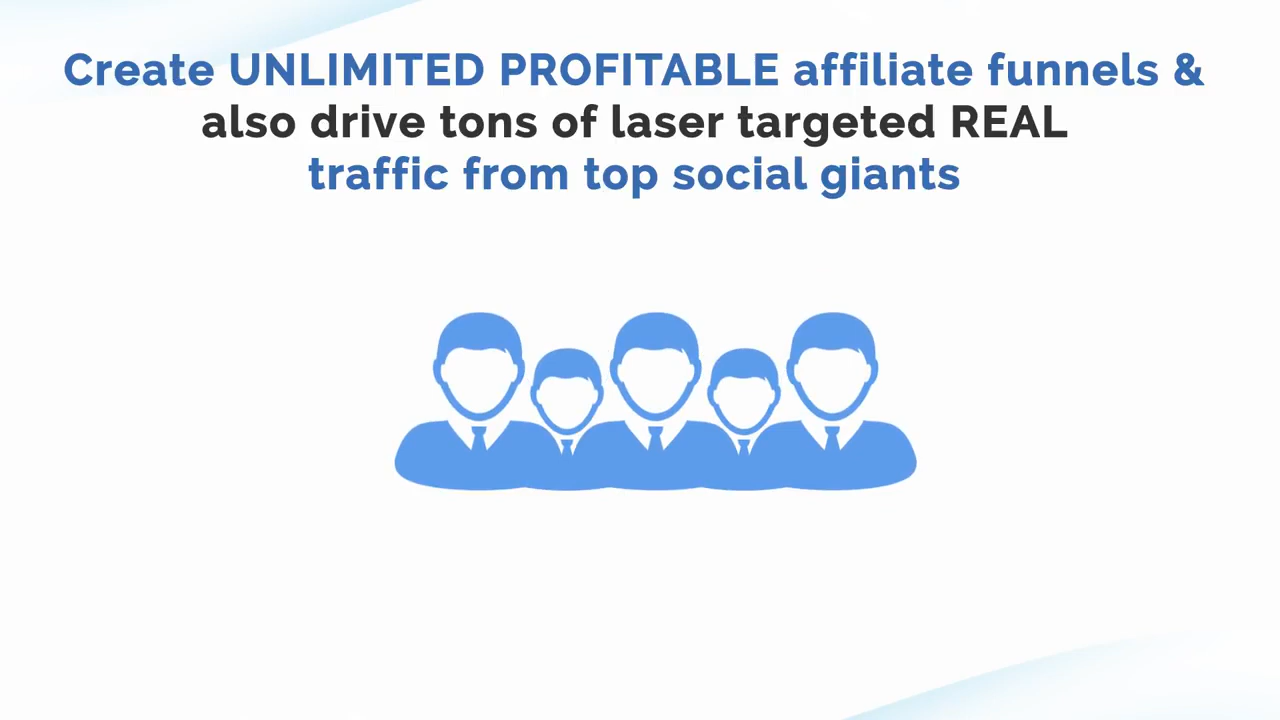 Create UNLIMITED PROFITABLE affiliate funnels &
also drive tons of laser targeted REAL
traffic from top social giants